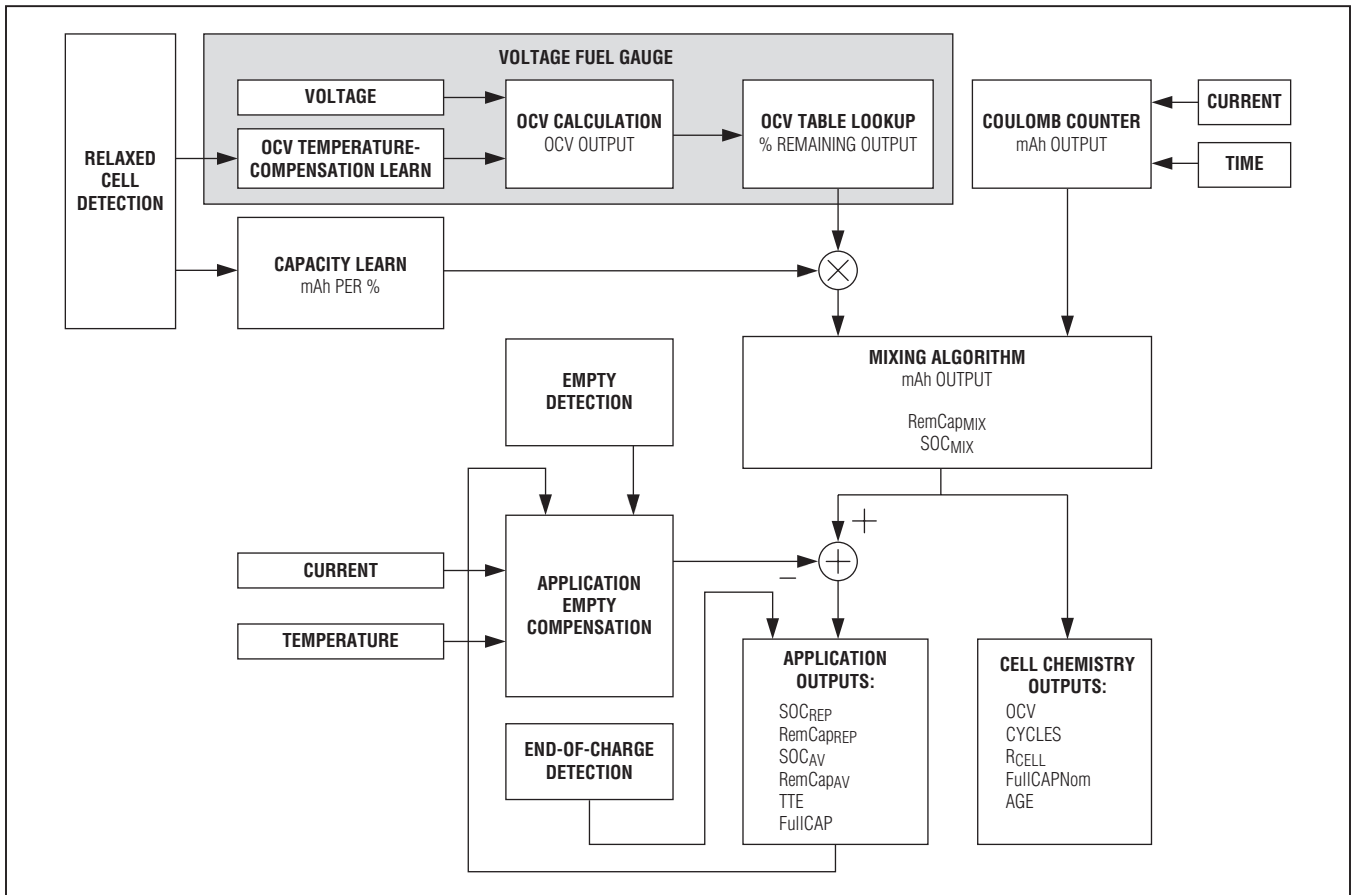 VOLTAGE FUEL GAUGE
RELAXED
CELL
DETECTION
VOLTAGE
OCV TEMPERATURE-
COMPENSATION LEARN
OCV CALCULATION
OCV OUTPUT
OCV TABLE LOOKUP
% REMAINING OUTPUT
COULOMB COUNTER
mAh OUTPUT
CURRENT
TIME
CAPACITY LEARN
mAh PER %
×
MIXING ALGORITHM
mAh OUTPUT
RemCapMIX
SOCMIX
EMPTY
DETECTION
CURRENT
TEMPERATURE
APPLICATION
EMPTY
COMPENSATION
+
+
–
END-OF-CHARGE
DETECTION
APPLICATION
OUTPUTS:
SOCREP
RemCapREP
SOCAV
RemCapAV
TTE
FullCAP
CELL CHEMISTRY
OUTPUTS:
OCV
CYCLES
RCELL
FullCAPNom
AGE